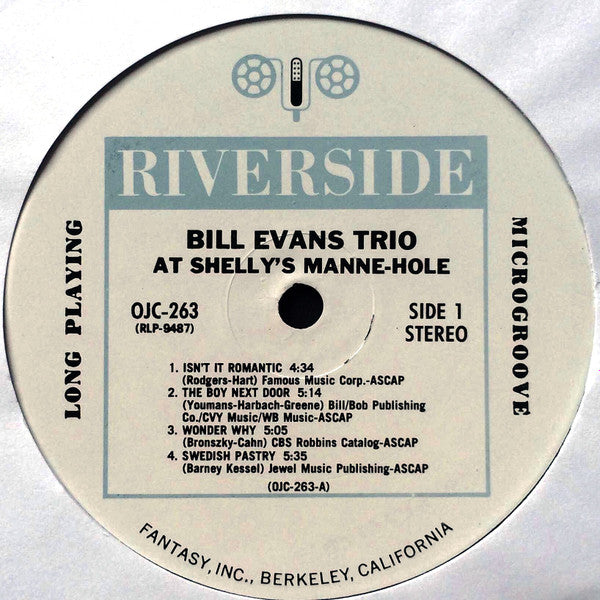 RIVERSIDE
BILL EVANS TRIO
AT SHELLY'S MANNE-HOLE
OJC-263
(RLP-9487)
SIDE 1
STEREO
LONG PLAYING
MICROGROOVE
1. ISN'T IT ROMANTIC 4:34
(Rodgers-Hart) Famous Music Corp.-ASCAP
2. THE BOY NEXT DOOR 5:14
(Youmans-Harbach-Greene) Bill/Bob Publishing
Co./CVY Music/WB Music-ASCAP
3. WONDER WHY 5:05
(Bronszky-Cahn) CBS Robbins Catalog-ASCAP
4. SWEDISH PASTRY 5:35
(Barney Kessel) Jewel Music Publishing-ASCAP
(OJC-263-A)
FANTASY, INC., BERKELEY, CALIFORNIA